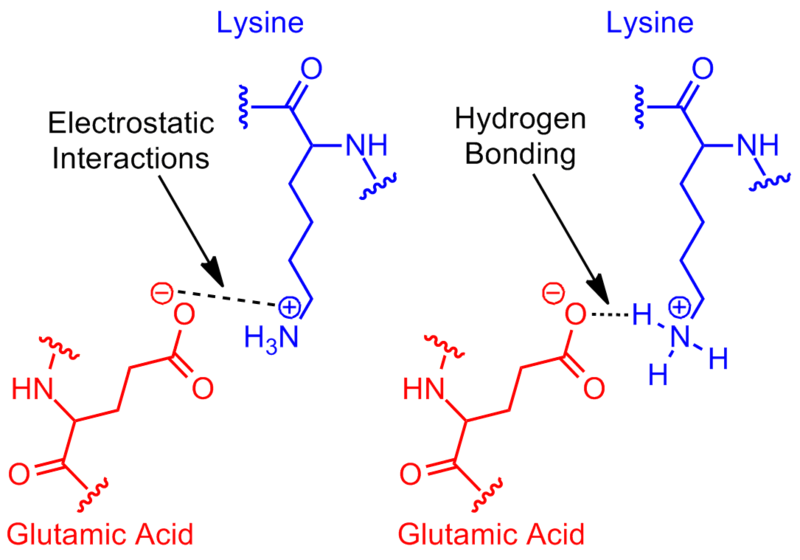 Lysine
O
NH
Electrostatic
Interactions
⊖
⊕
O
H3N
O
HN
O
Glutamic Acid
Lysine
O
NH
Hydrogen
Bonding
⊖
O
H
⊕
N
H
H
O
HN
O
Glutamic Acid